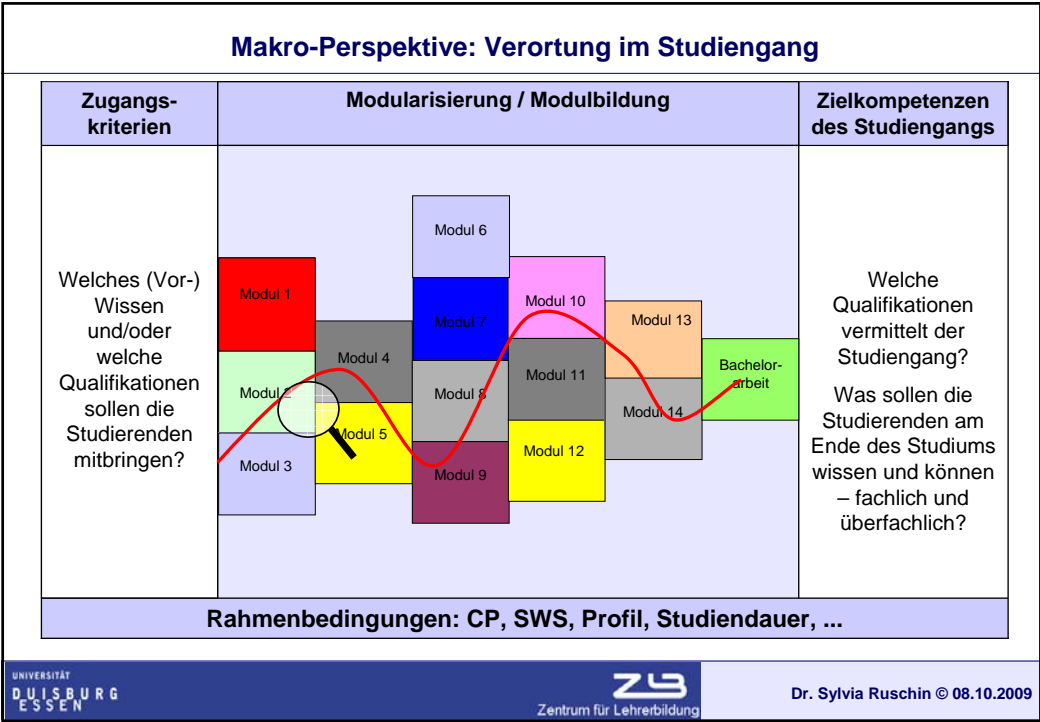 Makro-Perspektive: Verortung im Studiengang
Zugangs-
kriterien
Modularisierung / Modulbildung
Zielkompetenzen
des Studiengangs
Welches (Vor-)
Wissen
und/oder
welche
Qualifikationen
sollen die
Studierenden
mitbringen?
Modul 1
Modul 2
Modul 3
Modul 4
Modul 5
Modul 6
Modul 7
Modul 8
Modul 9
Modul 10
Modul 11
Modul 12
Modul 13
Modul 14
Bachelor-
arbeit
Welche
Qualifikationen
vermittelt der
Studiengang?
Was sollen die
Studierenden am
Ende des Studiums
wissen und können
– fachlich und
überfachlich?
Rahmenbedingungen: CP, SWS, Profil, Studiendauer, ...
UNIVERSITÄT
DUISBURG
ESSEN
ZLB
Zentrum für Lehrerbildung
Dr. Sylvia Ruschin © 08.10.2009